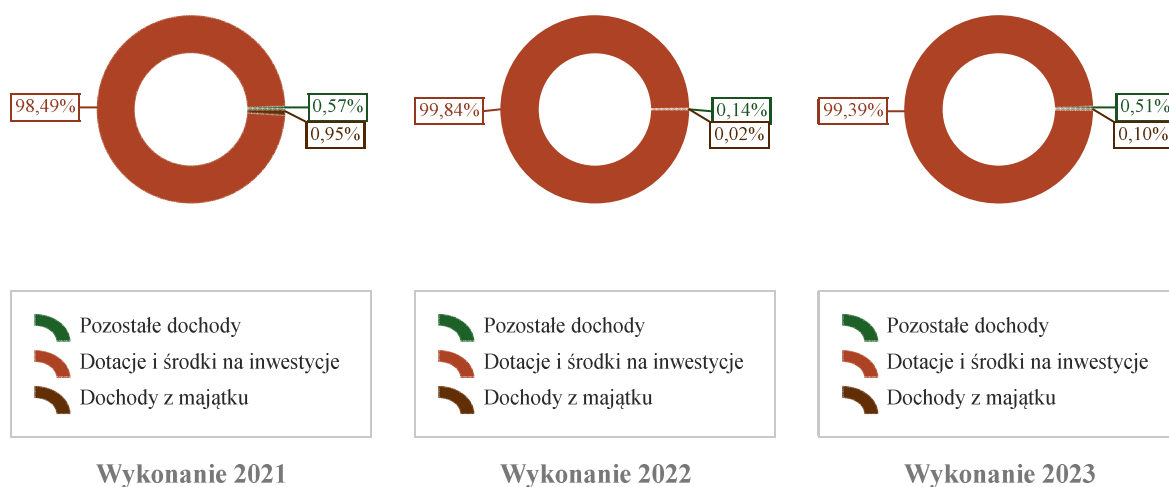 98,49%
0,57%
0,95%
99,84%
0,14%
0,02%
99,39%
0,51%
0,10%
Pozostałe dochody
Dotacje i środki na inwestycje
Dochody z majątku
Pozostałe dochody
Dotacje i środki na inwestycje
Dochody z majątku
Pozostałe dochody
Dotacje i środki na inwestycje
Dochody z majątku
Wykonanie 2021
Wykonanie 2022
Wykonanie 2023